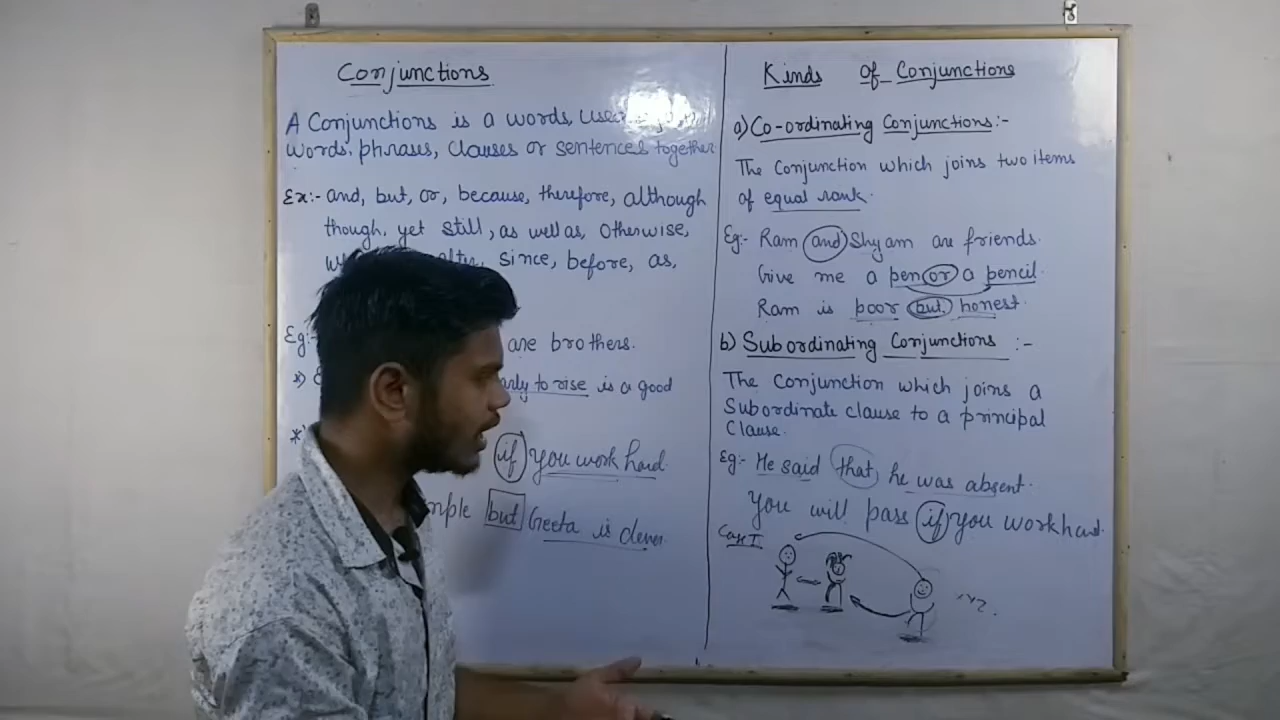 Conjunctions
A Conjunctions is a words, used
words. phrases, clauses or sentences together
Ex:- and, but, or, because, therefore, although
though, yet still, as well as, otherwise,
since, before, as,
Eg:- are brothers.
*) early to rise is a good
*) if you work hard.
but Geeta is clever.
Kinds of Conjunctions
a) Co-ordinating Conjunctions:-
The Conjunction which joins two items
of equal rank.
Eg:- Ram and Shyam are friends.
Give me a pen or a pencil.
Ram is poor but honest.
b) Subordinating Conjunctions :-
The Conjunction which joins a
Subordinate clause to a principal
Clause.
Eg:- He said that he was absent.
You will pass if you work hard.
Case I
xyz.